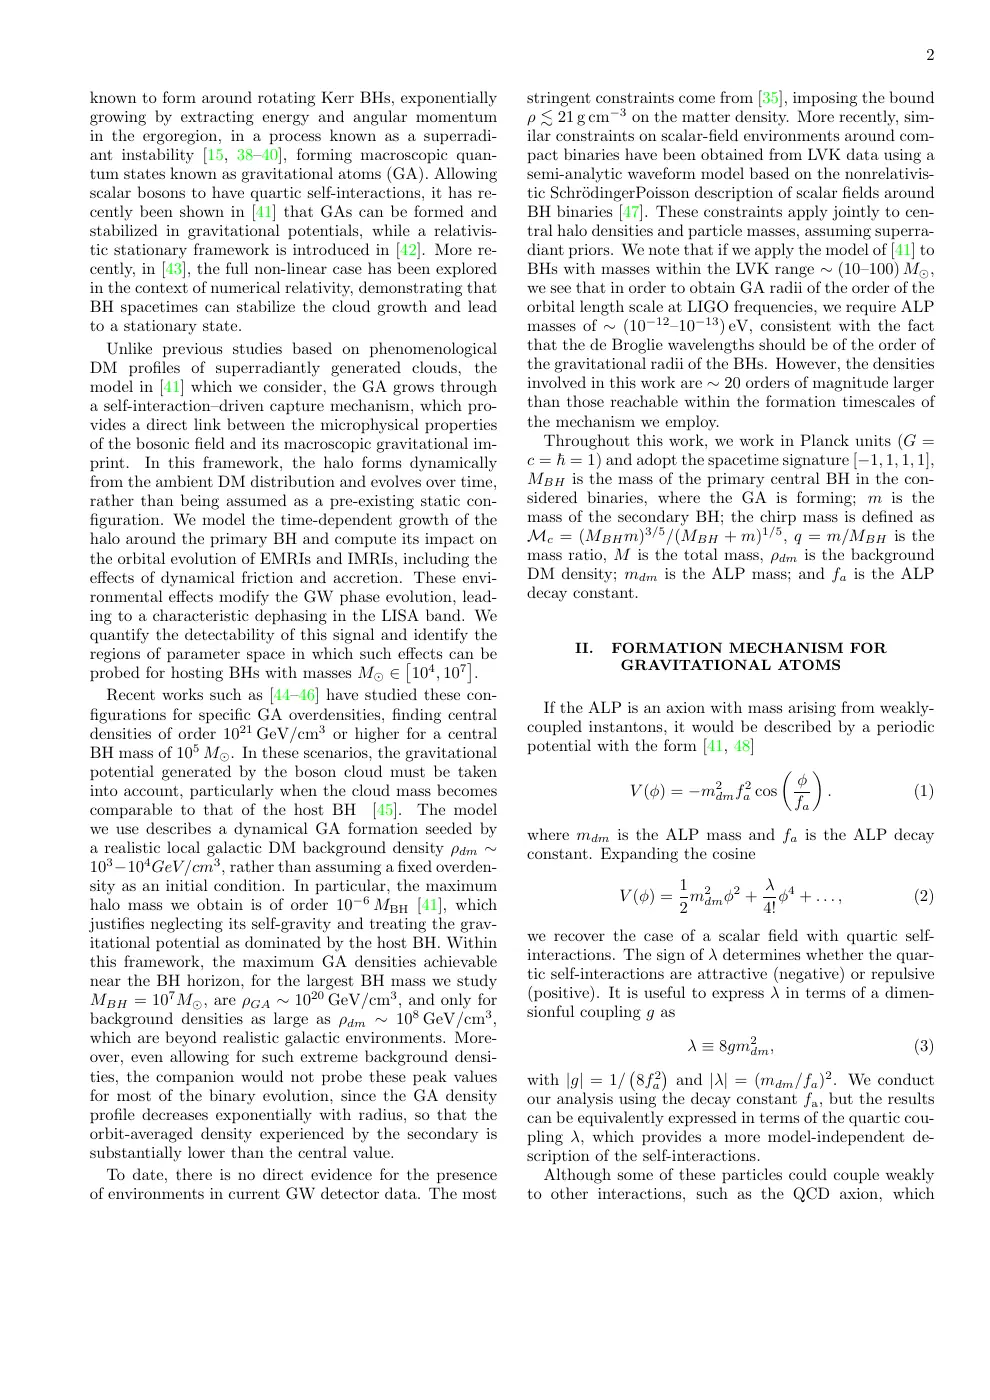 2
known to form around rotating Kerr BHs, exponentially
growing by extracting energy and angular momentum
in the ergoregion, in a process known as a superradi-
ant instability [15, 38–40], forming macroscopic quan-
tum states known as gravitational atoms (GA). Allowing
scalar bosons to have quartic self-interactions, it has re-
cently been shown in [41] that GAs can be formed and
stabilized in gravitational potentials, while a relativis-
tic stationary framework is introduced in [42]. More re-
cently, in [43], the full non-linear case has been explored
in the context of numerical relativity, demonstrating that
BH spacetimes can stabilize the cloud growth and lead
to a stationary state.
Unlike previous studies based on phenomenological
DM profiles of superradiantly generated clouds, the
model in [41] which we consider, the GA grows through
a self-interaction–driven capture mechanism, which pro-
vides a direct link between the microphysical properties
of the bosonic field and its macroscopic gravitational im-
print. In this framework, the halo forms dynamically
from the ambient DM distribution and evolves over time,
rather than being assumed as a pre-existing static con-
figuration. We model the time-dependent growth of the
halo around the primary BH and compute its impact on
the orbital evolution of EMRIs and IMRIs, including the
effects of dynamical friction and accretion. These envi-
ronmental effects modify the GW phase evolution, lead-
ing to a characteristic dephasing in the LISA band. We
quantify the detectability of this signal and identify the
regions of parameter space in which such effects can be
probed for hosting BHs with masses M⊙ ∈ [10⁴, 10⁷].
Recent works such as [44–46] have studied these con-
figurations for specific GA overdensities, finding central
densities of order 10²¹ GeV/cm³ or higher for a central
BH mass of 10⁵ M⊙. In these scenarios, the gravitational
potential generated by the boson cloud must be taken
into account, particularly when the cloud mass becomes
comparable to that of the host BH [45]. The model
we use describes a dynamical GA formation seeded by
a realistic local galactic DM background density ρ_dm ∼
10³−10⁴GeV/cm³, rather than assuming a fixed overden-
sity as an initial condition. In particular, the maximum
halo mass we obtain is of order 10⁻⁶ M_BH [41], which
justifies neglecting its self-gravity and treating the grav-
itational potential as dominated by the host BH. Within
this framework, the maximum GA densities achievable
near the BH horizon, for the largest BH mass we study
M_BH = 10⁷M⊙, are ρ_GA ∼ 10²⁰ GeV/cm³, and only for
background densities as large as ρ_dm ∼ 10⁸ GeV/cm³,
which are beyond realistic galactic environments. More-
over, even allowing for such extreme background densi-
ties, the companion would not probe these peak values
for most of the binary evolution, since the GA density
profile decreases exponentially with radius, so that the
orbit-averaged density experienced by the secondary is
substantially lower than the central value.
To date, there is no direct evidence for the presence
of environments in current GW detector data. The most
stringent constraints come from [35], imposing the bound
ρ ≲ 21 g cm⁻³ on the matter density. More recently, sim-
ilar constraints on scalar-field environments around com-
pact binaries have been obtained from LVK data using a
semi-analytic waveform model based on the nonrelativis-
tic SchrödingerPoisson description of scalar fields around
BH binaries [47]. These constraints apply jointly to cen-
tral halo densities and particle masses, assuming superra-
diant priors. We note that if we apply the model of [41] to
BHs with masses within the LVK range ∼ (10–100) M⊙,
we see that in order to obtain GA radii of the order of the
orbital length scale at LIGO frequencies, we require ALP
masses of ∼ (10⁻¹²–10⁻¹³) eV, consistent with the fact
that the de Broglie wavelengths should be of the order of
the gravitational radii of the BHs. However, the densities
involved in this work are ∼ 20 orders of magnitude larger
than those reachable within the formation timescales of
the mechanism we employ.
Throughout this work, we work in Planck units (G =
c = ℏ = 1) and adopt the spacetime signature [−1, 1, 1, 1],
M_BH is the mass of the primary central BH in the con-
sidered binaries, where the GA is forming; m is the
mass of the secondary BH; the chirp mass is defined as
ℳ_c = (M_BH m)^{3/5}/(M_BH + m)^{1/5}, q = m/M_BH is the
mass ratio, M is the total mass, ρ_dm is the background
DM density; m_dm is the ALP mass; and f_a is the ALP
decay constant.
II. FORMATION MECHANISM FOR
GRAVITATIONAL ATOMS
If the ALP is an axion with mass arising from weakly-
coupled instantons, it would be described by a periodic
potential with the form [41, 48]
V(ϕ) = −m²_dm f²_a cos (ϕ/f_a) . (1)
where m_dm is the ALP mass and f_a is the ALP decay
constant. Expanding the cosine
V(ϕ) = 1/2 m²_dm ϕ² + λ/4! ϕ⁴ + . . . , (2)
we recover the case of a scalar field with quartic self-
interactions. The sign of λ determines whether the quar-
tic self-interactions are attractive (negative) or repulsive
(positive). It is useful to express λ in terms of a dimen-
sionful coupling g as
λ ≡ 8gm²_dm, (3)
with |g| = 1/ (8f²_a) and |λ| = (m_dm/f_a)². We conduct
our analysis using the decay constant f_a, but the results
can be equivalently expressed in terms of the quartic cou-
pling λ, which provides a more model-independent de-
scription of the self-interactions.
Although some of these particles could couple weakly
to other interactions, such as the QCD axion, which